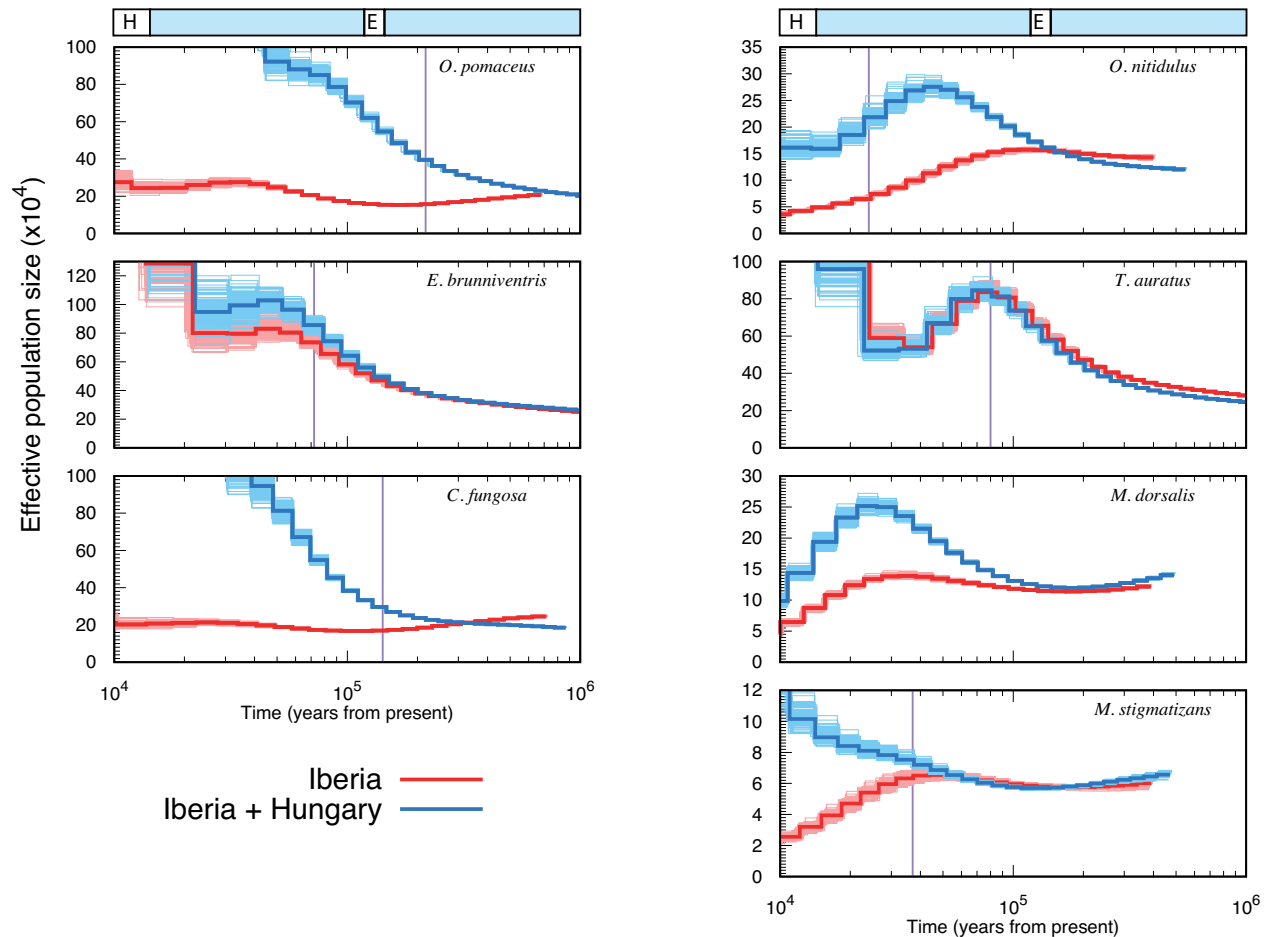 H E
H E
Effective population size (x10⁴)
O. pomaceus
100
80
60
40
20
0
E. brunniventris
120
100
80
60
40
20
0
C. fungosa
100
80
60
40
20
0
10⁴ 10⁵ 10⁶
Time (years from present)
Iberia
Iberia + Hungary
O. nitidulus
35
30
25
20
15
10
5
0
T. auratus
100
80
60
40
20
0
M. dorsalis
30
25
20
15
10
5
0
M. stigmatizans
12
10
8
6
4
2
0
10⁴ 10⁵ 10⁶
Time (years from present)